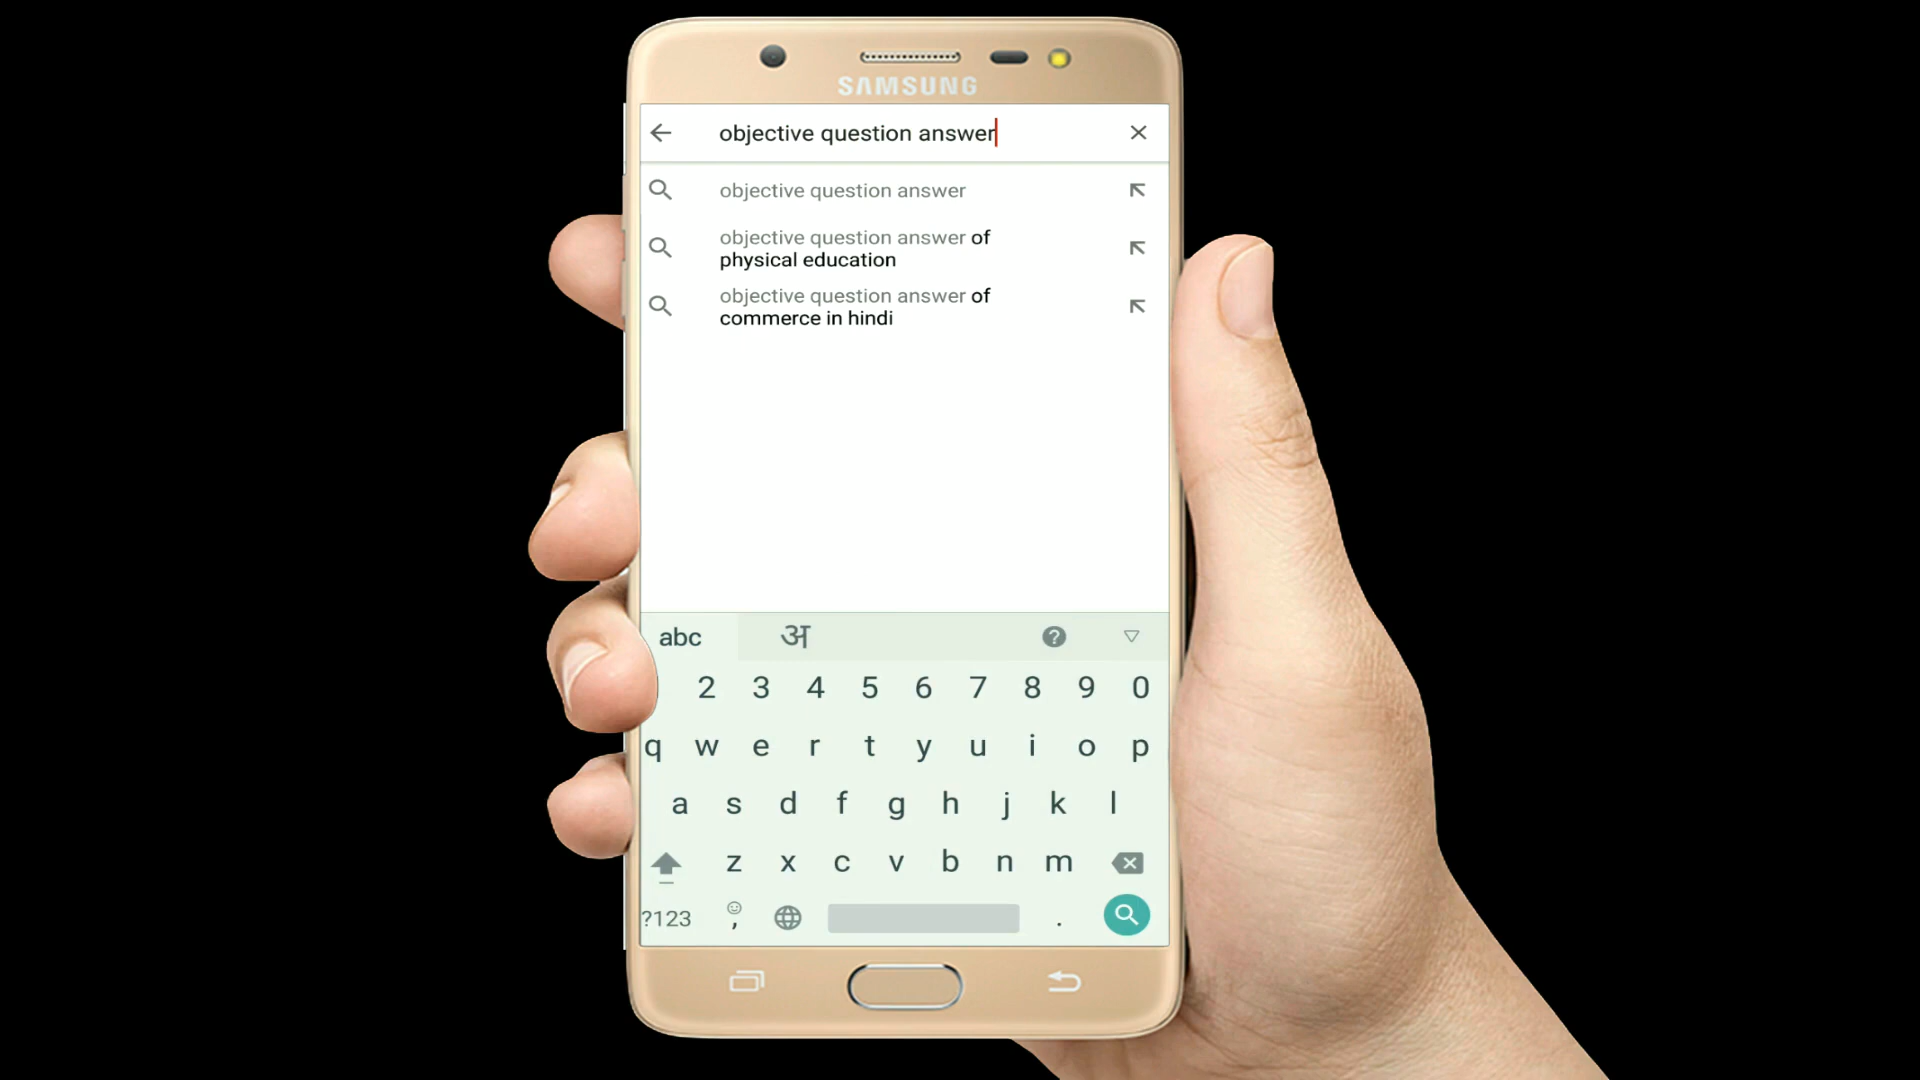 SAMSUNG
objective question answer
objective question answer
objective question answer of
physical education
objective question answer of
commerce in hindi
abc अ ?
2 3 4 5 6 7 8 9 0
q w e r t y u i o p
a s d f g h j k l
z x c v b n m
?123 , .